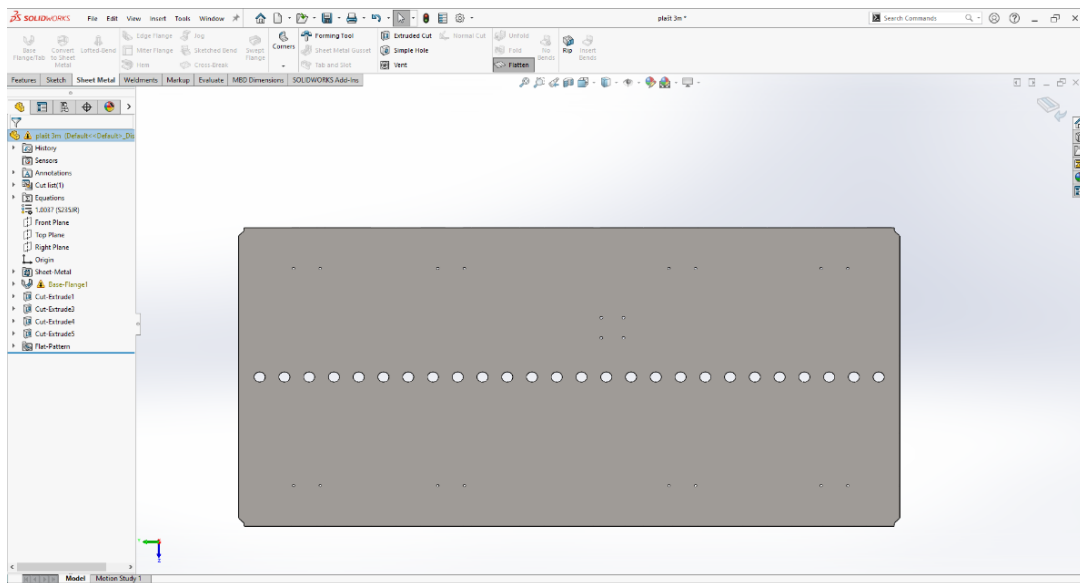 SOLIDWORKS File Edit View Insert Tools Window plašt 3m * Search Commands
Base Flange/Tab Convert to Sheet Metal Lofted-Bend Edge Flange Miter Flange Hem Jog Sketched Bend Cross-Break Swept Flange Corners Forming Tool Sheet Metal Gusset Tab and Slot Extruded Cut Simple Hole Vent Normal Cut Unfold Fold Flatten No Bends Rip Insert Bends
Features Sketch Sheet Metal Weldments Markup Evaluate MBD Dimensions SOLIDWORKS Add-Ins
plašt 3m (Default<<Default>_Dis
History
Sensors
Annotations
Cut list(1)
Equations
1.0037 (S235JR)
Front Plane
Top Plane
Right Plane
Origin
Sheet-Metal
Base-Flange1
Cut-Extrude1
Cut-Extrude3
Cut-Extrude4
Cut-Extrude5
Flat-Pattern
Model Motion Study 1